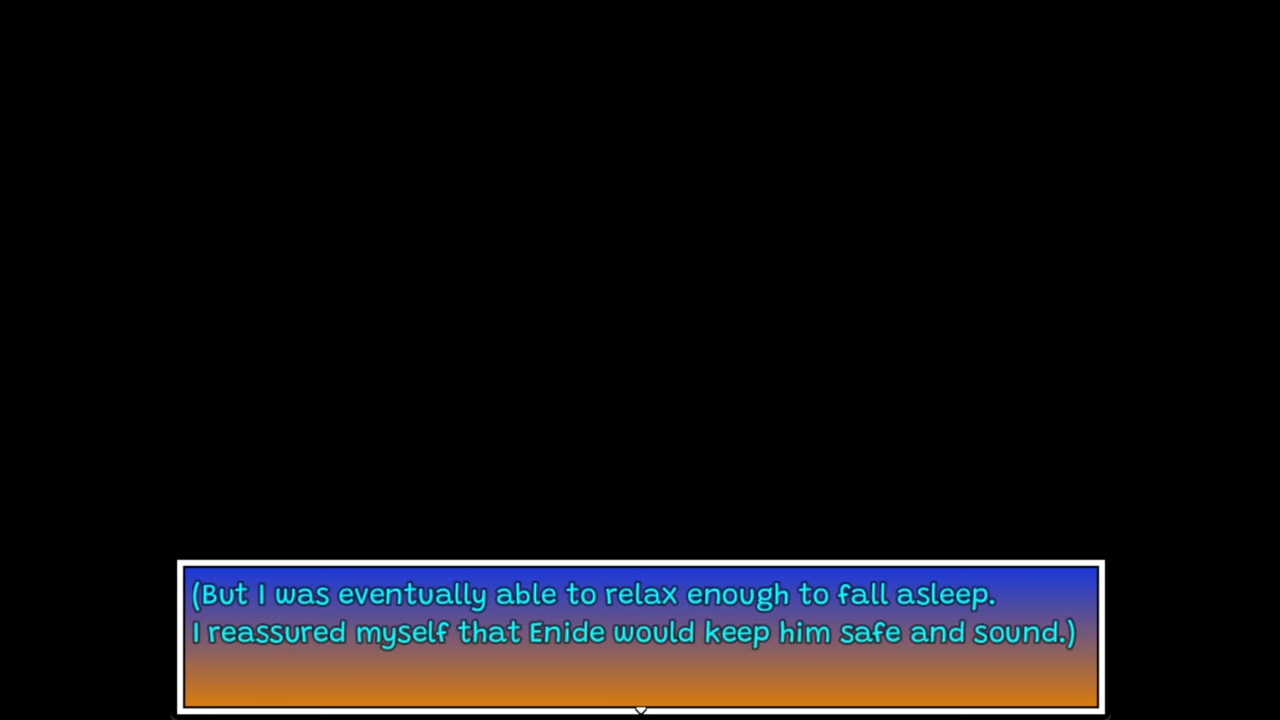 (But I was eventually able to relax enough to fall asleep.
I reassured myself that Enide would keep him safe and sound.)